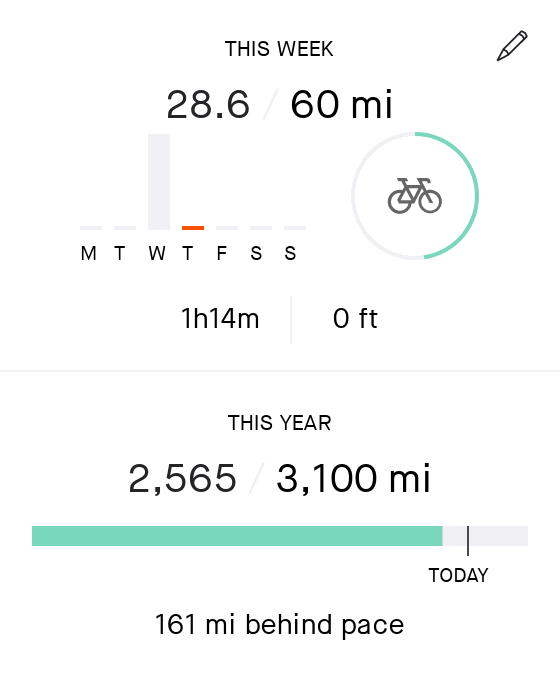 THIS WEEK
28.6 / 60 mi
M T W T F S S
1h14m 0 ft
THIS YEAR
2,565 / 3,100 mi
TODAY
161 mi behind pace